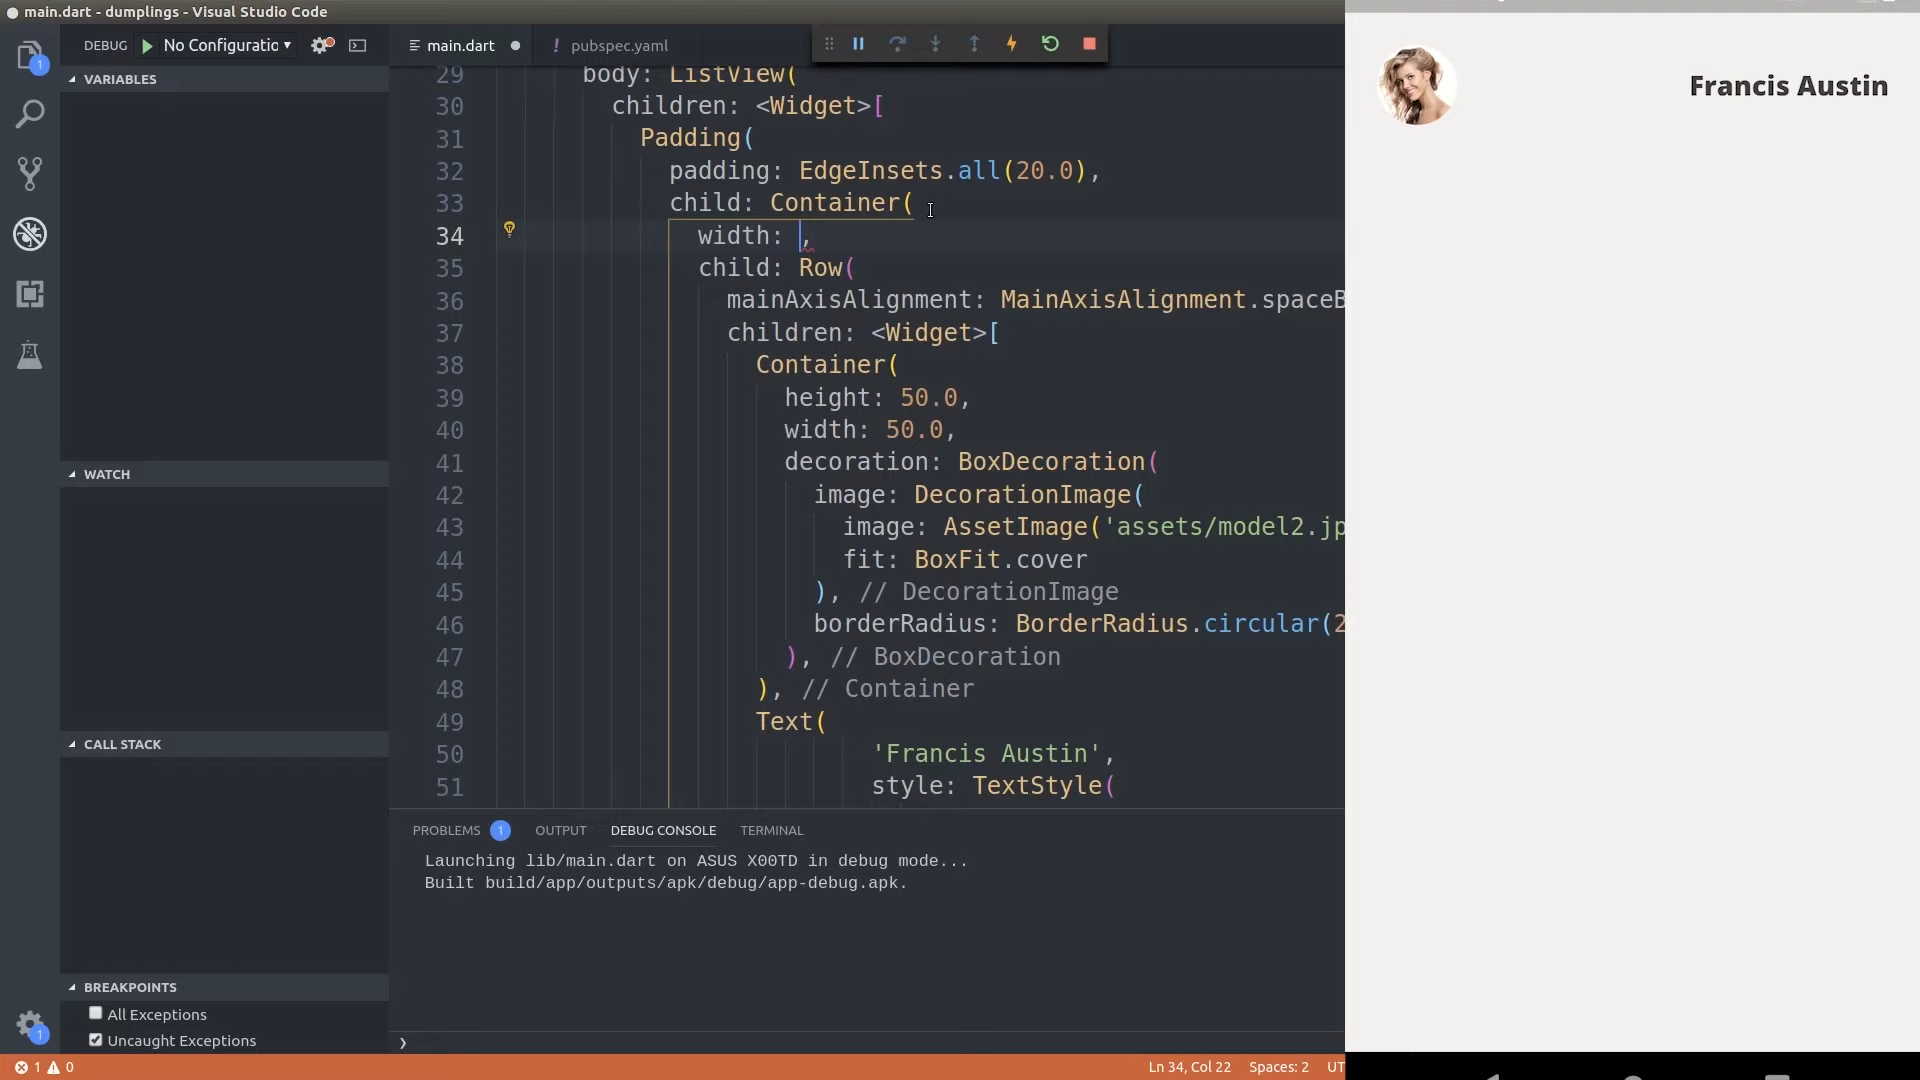 main.dart - dumplings - Visual Studio Code
DEBUG No Configuratio
main.dart
! pubspec.yaml
1
VARIABLES
WATCH
CALL STACK
BREAKPOINTS
All Exceptions
Uncaught Exceptions
1
29 body: ListView(
30 children: <Widget>[
31 Padding(
32 padding: EdgeInsets.all(20.0),
33 child: Container(
34 width: ,
35 child: Row(
36 mainAxisAlignment: MainAxisAlignment.spaceB
37 children: <Widget>[
38 Container(
39 height: 50.0,
40 width: 50.0,
41 decoration: BoxDecoration(
42 image: DecorationImage(
43 image: AssetImage('assets/model2.jp
44 fit: BoxFit.cover
45 ), // DecorationImage
46 borderRadius: BorderRadius.circular(2
47 ), // BoxDecoration
48 ), // Container
49 Text(
50 'Francis Austin',
51 style: TextStyle(
PROBLEMS 1 OUTPUT DEBUG CONSOLE TERMINAL
Launching lib/main.dart on ASUS X00TD in debug mode...
Built build/app/outputs/apk/debug/app-debug.apk.
❯
1 0 Ln 34, Col 22 Spaces: 2 UT
Francis Austin